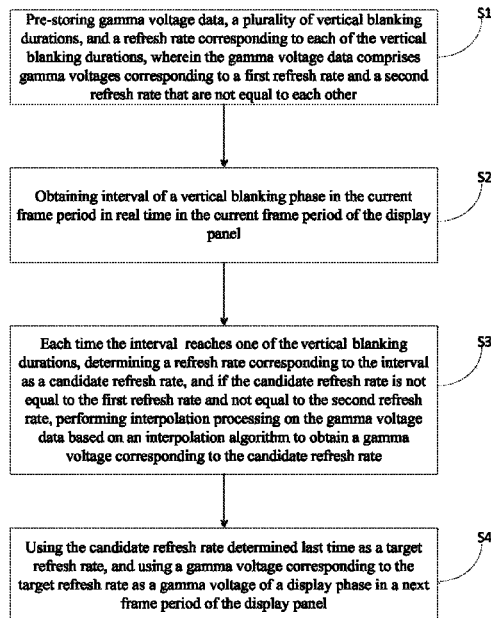 S1
Pre-storing gamma voltage data, a plurality of vertical blanking
durations, and a refresh rate corresponding to each of the vertical
blanking durations, wherein the gamma voltage data comprises
gamma voltages corresponding to a first refresh rate and a second
refresh rate that are not equal to each other
S2
Obtaining interval of a vertical blanking phase in the current
frame period in real time in the current frame period of the display
panel
S3
Each time the interval reaches one of the vertical blanking
durations, determining a refresh rate corresponding to the interval
as a candidate refresh rate, and if the candidate refresh rate is not
equal to the first refresh rate and not equal to the second refresh
rate, performing interpolation processing on the gamma voltage
data based on an interpolation algorithm to obtain a gamma
voltage corresponding to the candidate refresh rate
S4
Using the candidate refresh rate determined last time as a target
refresh rate, and using a gamma voltage corresponding to the
target refresh rate as a gamma voltage of a display phase in a next
frame period of the display panel